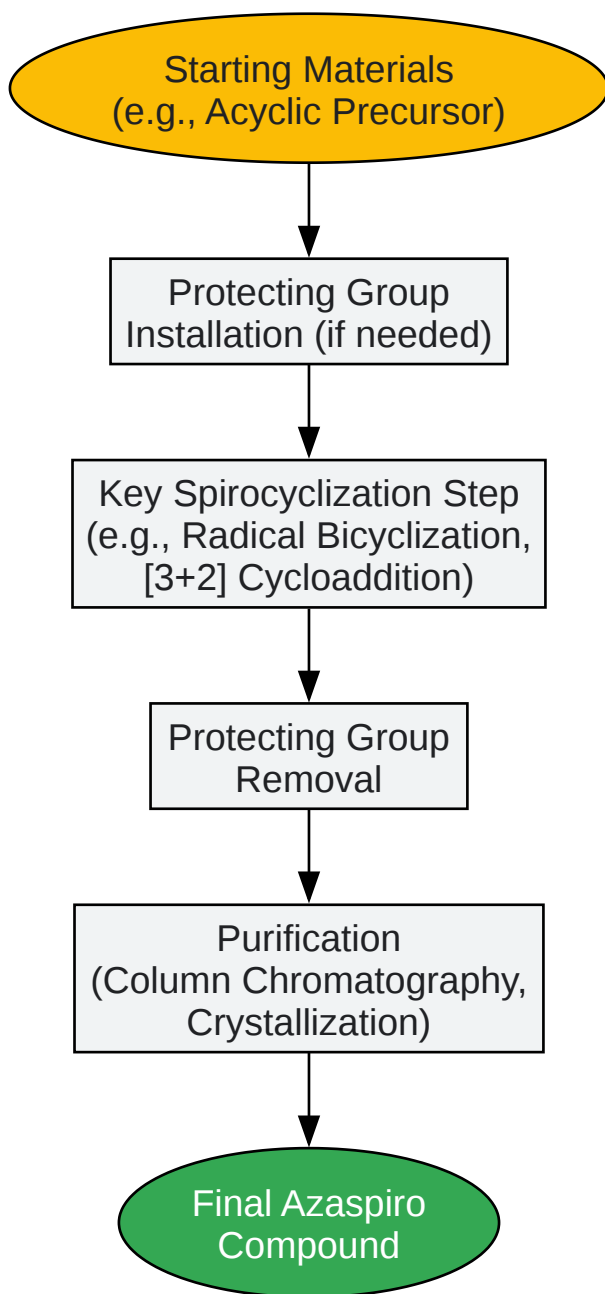 Starting Materials
(e.g., Acyclic Precursor)
Protecting Group
Installation (if needed)
Key Spirocyclization Step
(e.g., Radical Bicyclization,
[3+2] Cycloaddition)
Protecting Group
Removal
Purification
(Column Chromatography,
Crystallization)
Final Azaspiro
Compound